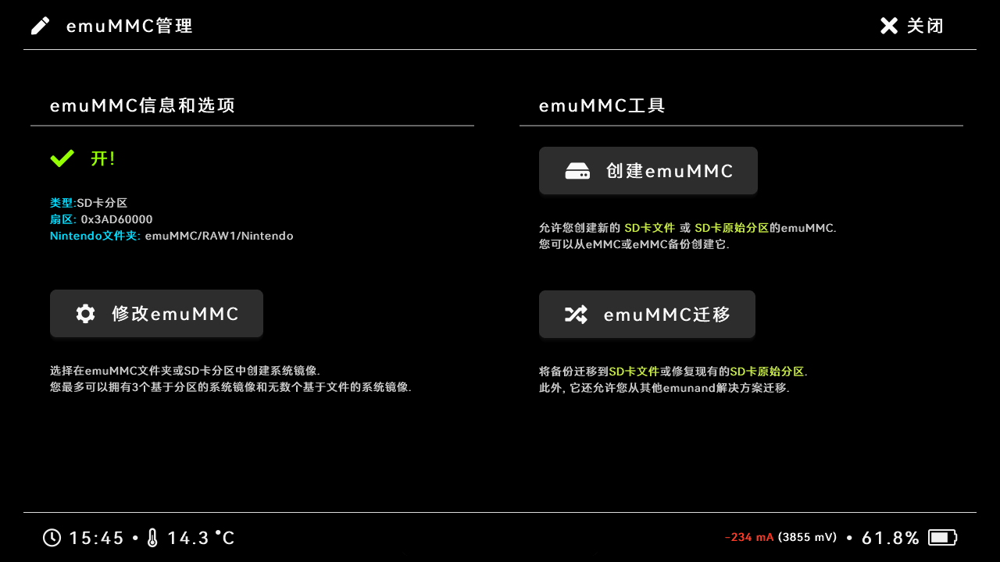 emuMMC管理
关闭
emuMMC信息和选项
开!
类型:SD卡分区
扇区: 0x3AD60000
Nintendo文件夹: emuMMC/RAW1/Nintendo
修改emuMMC
选择在emuMMC文件夹或SD卡分区中创建系统镜像.
您最多可以拥有3个基于分区的系统镜像和无数个基于文件的系统镜像.
emuMMC工具
创建emuMMC
允许您创建新的 SD卡文件 或 SD卡原始分区的emuMMC.
您可以从eMMC或eMMC备份创建它.
emuMMC迁移
将备份迁移到SD卡文件或修复现有的SD卡原始分区.
此外, 它还允许您从其他emunand解决方案迁移.
15:45 • 14.3 °C
-234 mA (3855 mV) • 61.8%